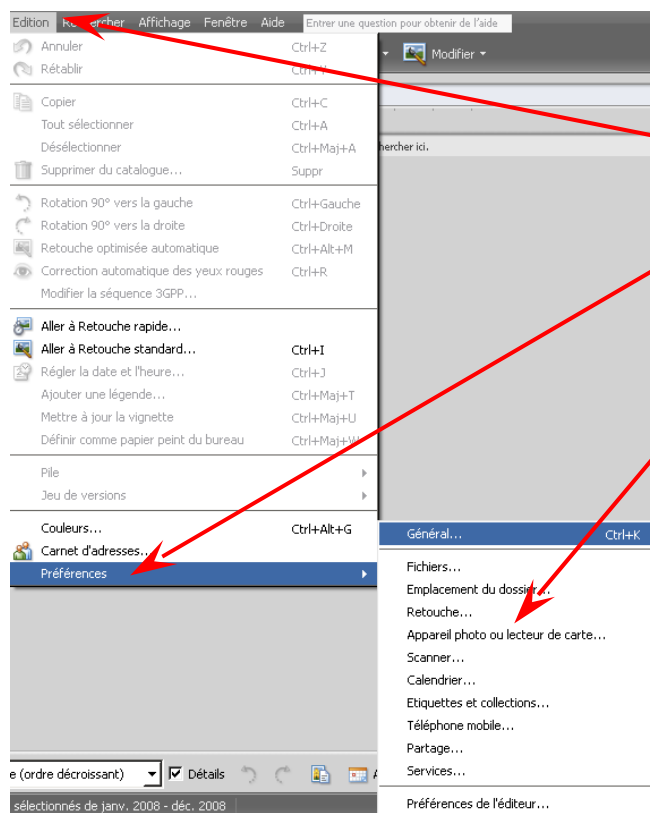 Edition Rechercher Affichage Fenêtre Aide Entrer une question pour obtenir de l'aide
Annuler Ctrl+Z
Modifier
Rétablir
Copier Ctrl+C
Tout sélectionner Ctrl+A
Désélectionner Ctrl+Maj+A
hercher ici.
Supprimer du catalogue... Suppr
Rotation 90° vers la gauche Ctrl+Gauche
Rotation 90° vers la droite Ctrl+Droite
Retouche optimisée automatique Ctrl+Alt+M
Correction automatique des yeux rouges Ctrl+R
Modifier la séquence 3GPP...
Aller à Retouche rapide...
Aller à Retouche standard... Ctrl+I
Régler la date et l'heure... Ctrl+J
Ajouter une légende... Ctrl+Maj+T
Mettre à jour la vignette Ctrl+Maj+U
Définir comme papier peint du bureau Ctrl+Maj+W
Pile
Jeu de versions
Couleurs... Ctrl+Alt+G
Carnet d'adresses...
Préférences
Général... Ctrl+K
Fichiers...
Emplacement du dossier...
Retouche...
Appareil photo ou lecteur de carte...
Scanner...
Calendrier...
Etiquettes et collections...
Téléphone mobile...
Partage...
Services...
Préférences de l'éditeur...
e (ordre décroissant) Détails
sélectionnés de janv. 2008 - déc. 2008